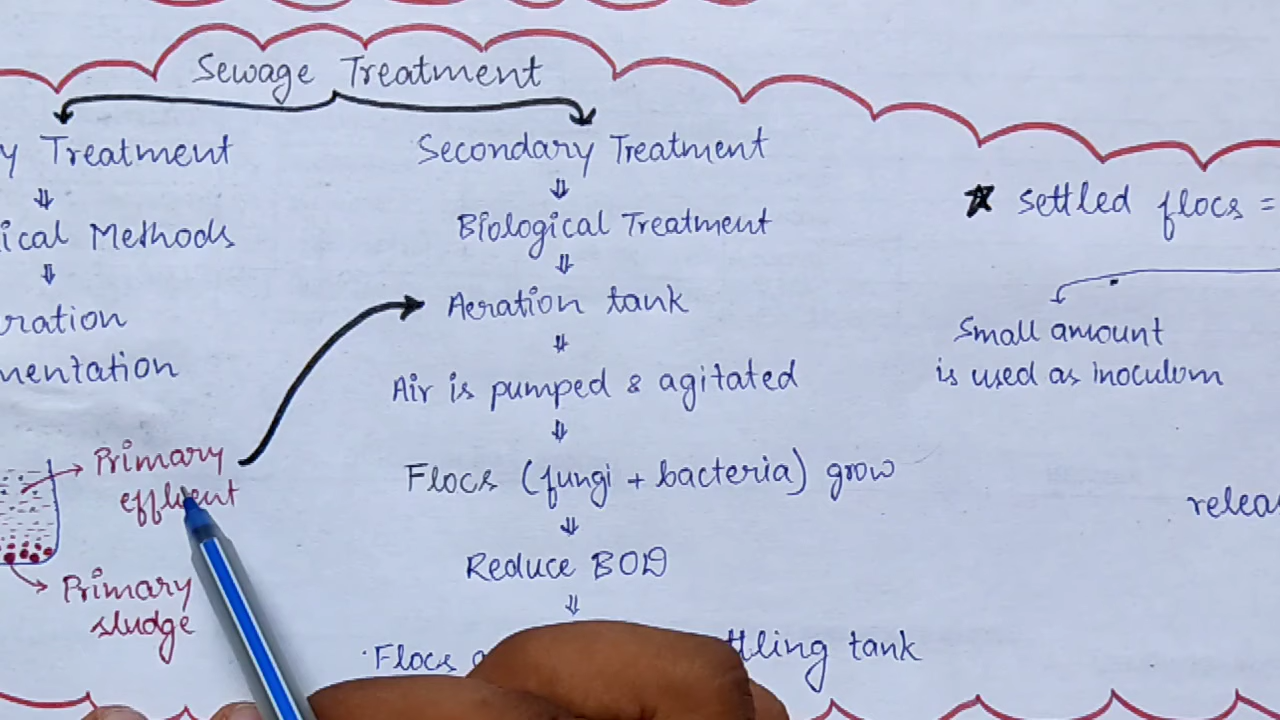 Sewage Treatment
y Treatment
ical Methods
ration
mentation
Primary
effluent
Primary
sludge
Secondary Treatment
Biological Treatment
Aeration tank
Air is pumped & agitated
Flocs (fungi + bacteria) grow
Reduce BOD
Flocs a ttling tank
★ settled flocs =
Small amount
is used as inoculum
relea